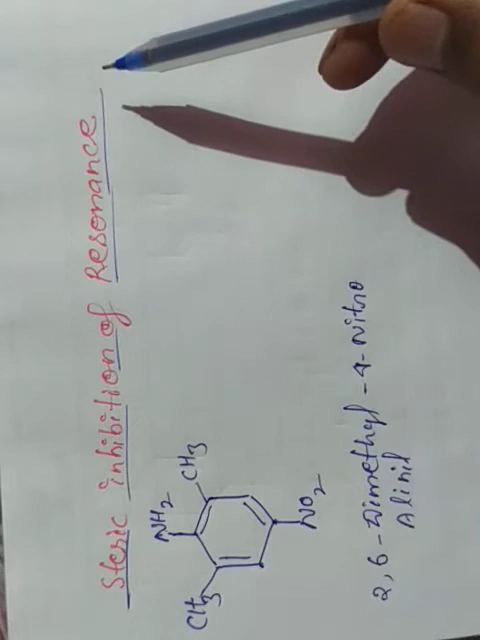 Steric inhibition of Resonance
NH2
CH3
CH3
NO2
2,6-Dimethyl-4-Nitro
Alinil